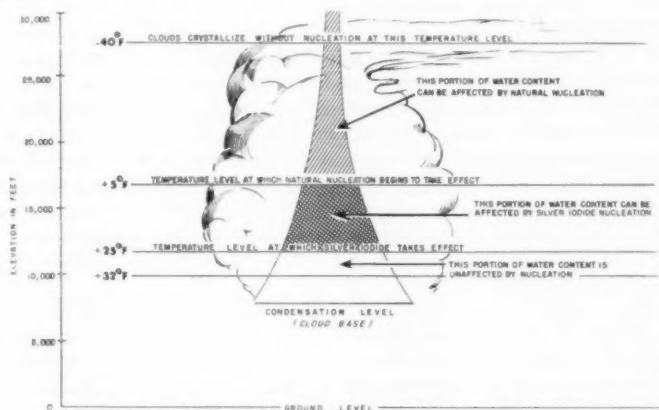 30,000
-40°F CLOUDS CRYSTALLIZE WITHOUT NUCLEATION AT THIS TEMPERATURE LEVEL
25,000
THIS PORTION OF WATER CONTENT
CAN BE AFFECTED BY NATURAL NUCLEATION
20,000
+5°F TEMPERATURE LEVEL AT WHICH NATURAL NUCLEATION BEGINS TO TAKE EFFECT
ELEVATION IN FEET
15,000
THIS PORTION OF WATER CONTENT CAN BE
AFFECTED BY SILVER IODIDE NUCLEATION
+25°F TEMPERATURE LEVEL AT WHICH SILVER IODIDE TAKES EFFECT
THIS PORTION OF WATER CONTENT IS
UNAFFECTED BY NUCLEATION
+32°F
10,000
CONDENSATION LEVEL
(CLOUD BASE)
5,000
0
GROUND LEVEL